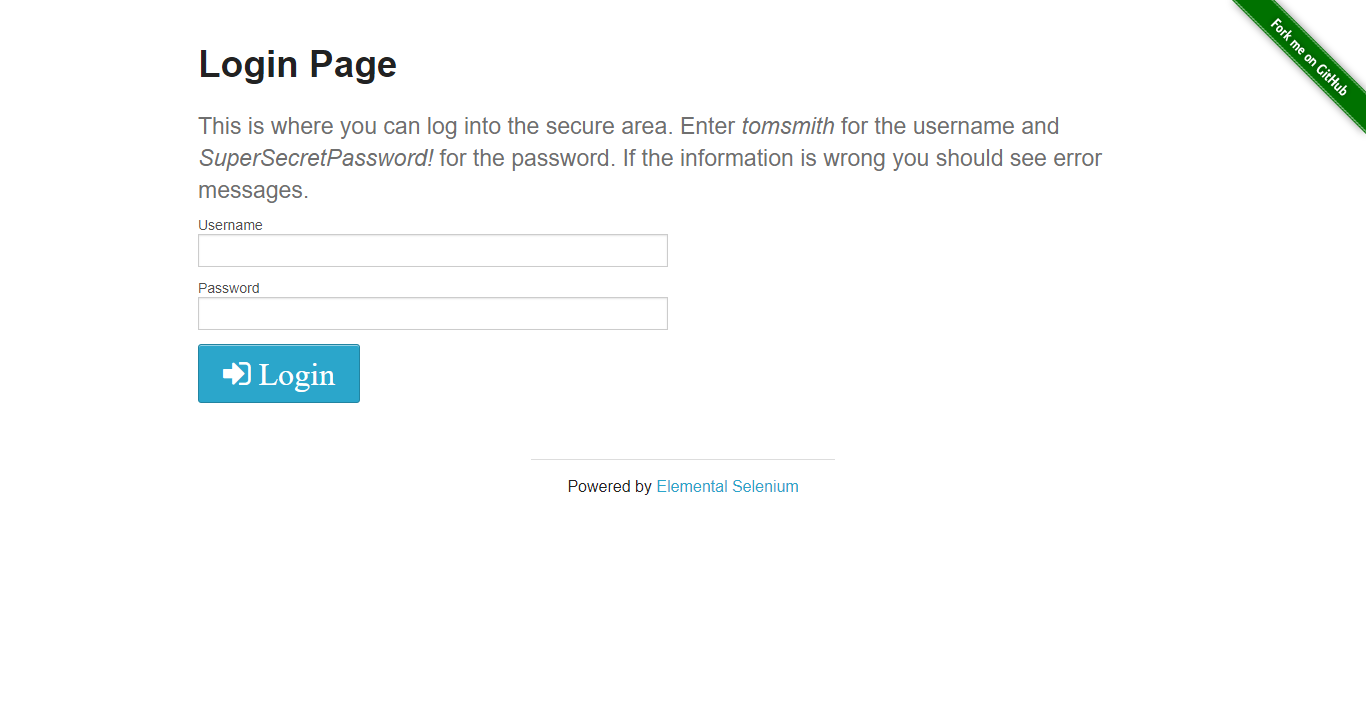 Fork me on GitHub
Login Page
This is where you can log into the secure area. Enter tomsmith for the username and
SuperSecretPassword! for the password. If the information is wrong you should see error
messages.
Username
Password
Login
Powered by Elemental Selenium